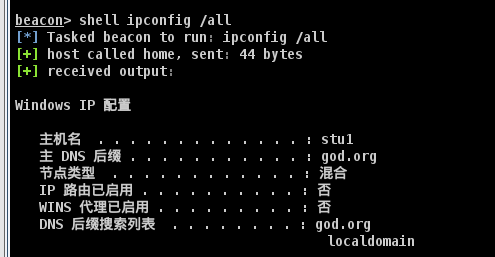 beacon> shell ipconfig /all
[*] Tasked beacon to run: ipconfig /all
[+] host called home, sent: 44 bytes
[+] received output:
Windows IP 配置
主机名 . . . . . . . . . . . . . : stu1
主 DNS 后缀 . . . . . . . . . . . : god.org
节点类型 . . . . . . . . . . . . : 混合
IP 路由已启用 . . . . . . . . . . : 否
WINS 代理已启用 . . . . . . . . . : 否
DNS 后缀搜索列表 . . . . . . . . : god.org
localdomain